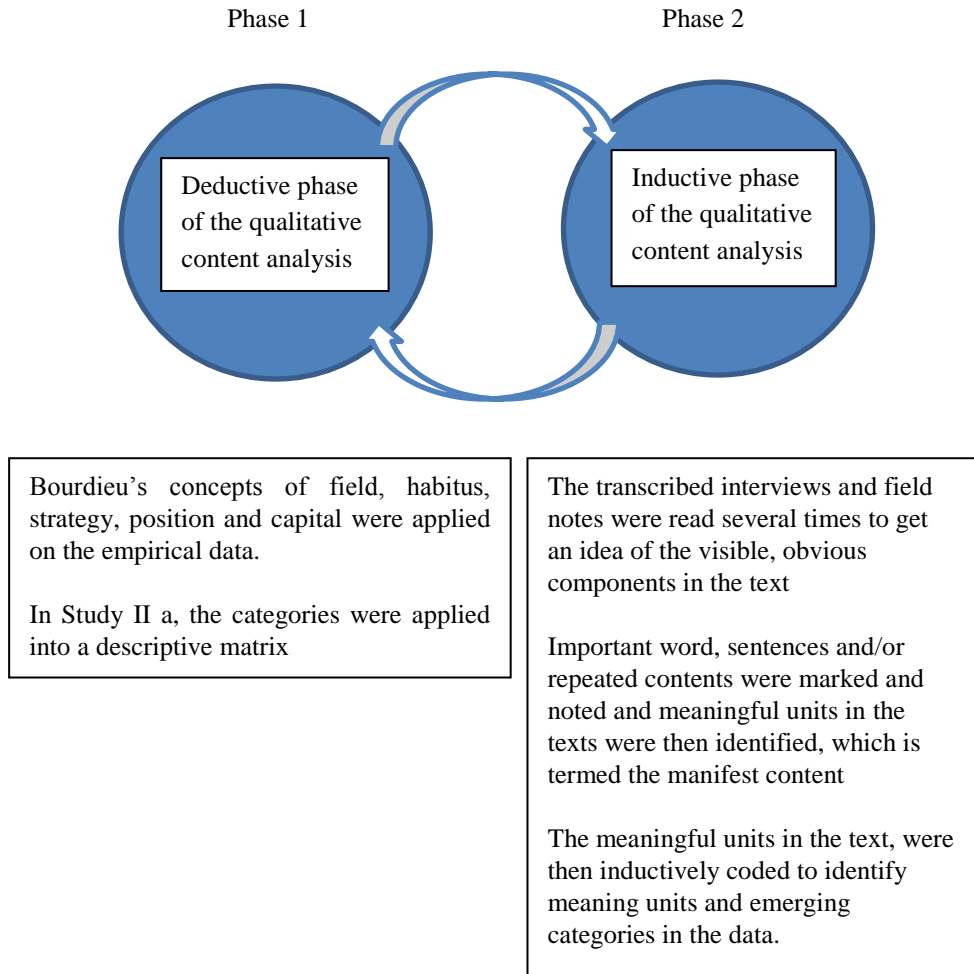 Phase 1
Phase 2
Deductive phase
of the qualitative
content analysis
Inductive phase
of the qualitative
content analysis
Bourdieu's concepts of field, habitus,
strategy, position and capital were applied
on the empirical data.
In Study II a, the categories were applied
into a descriptive matrix
The transcribed interviews and field
notes were read several times to get
an idea of the visible, obvious
components in the text
Important word, sentences and/or
repeated contents were marked and
noted and meaningful units in the
texts were then identified, which is
termed the manifest content
The meaningful units in the text, were
then inductively coded to identify
meaning units and emerging
categories in the data.